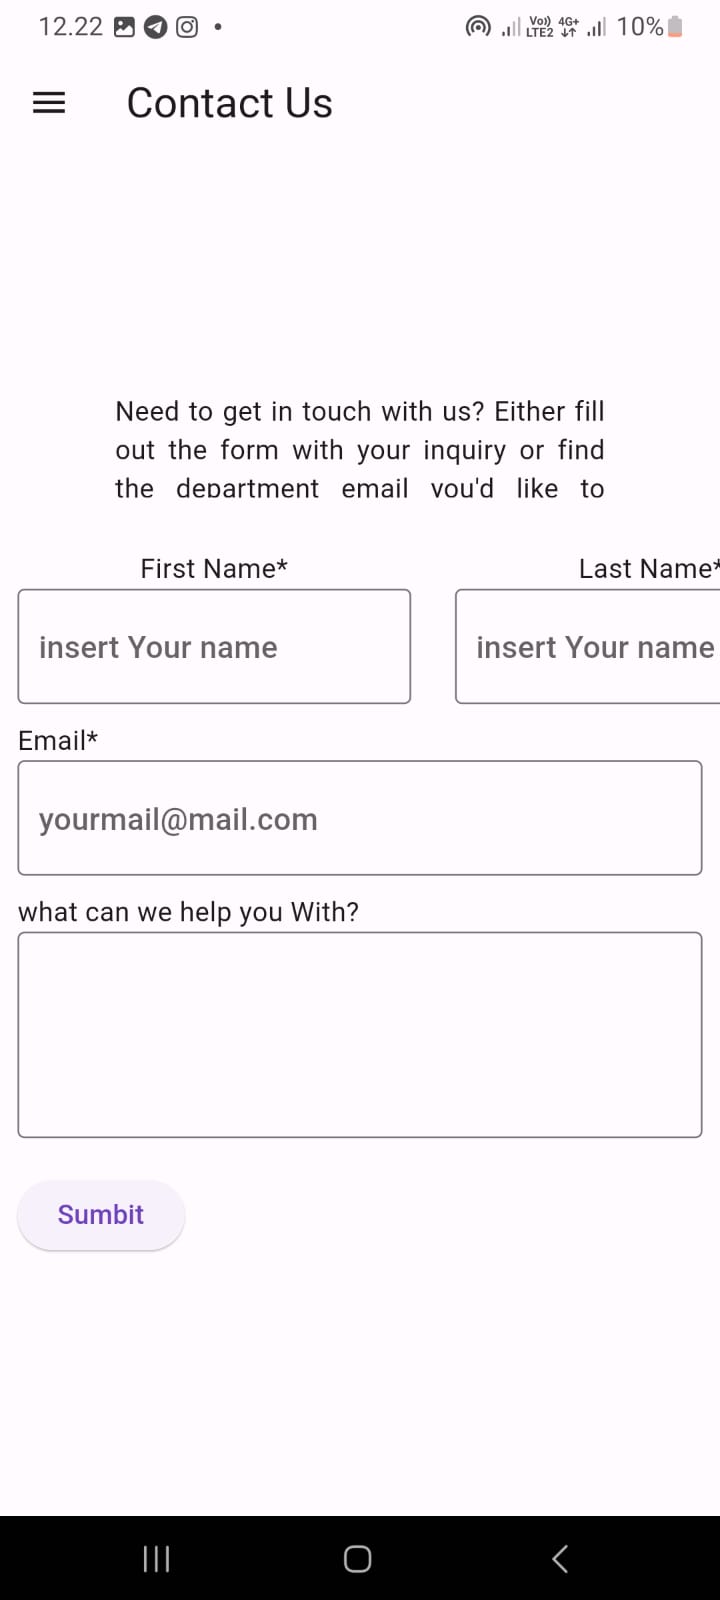 12.22
Vo)) 4G+ 10%
LTE2
Contact Us
Need to get in touch with us? Either fill
out the form with your inquiry or find
the department email you'd like to
First Name* Last Name*
insert Your name insert Your name
Email*
yourmail@mail.com
what can we help you With?
Sumbit